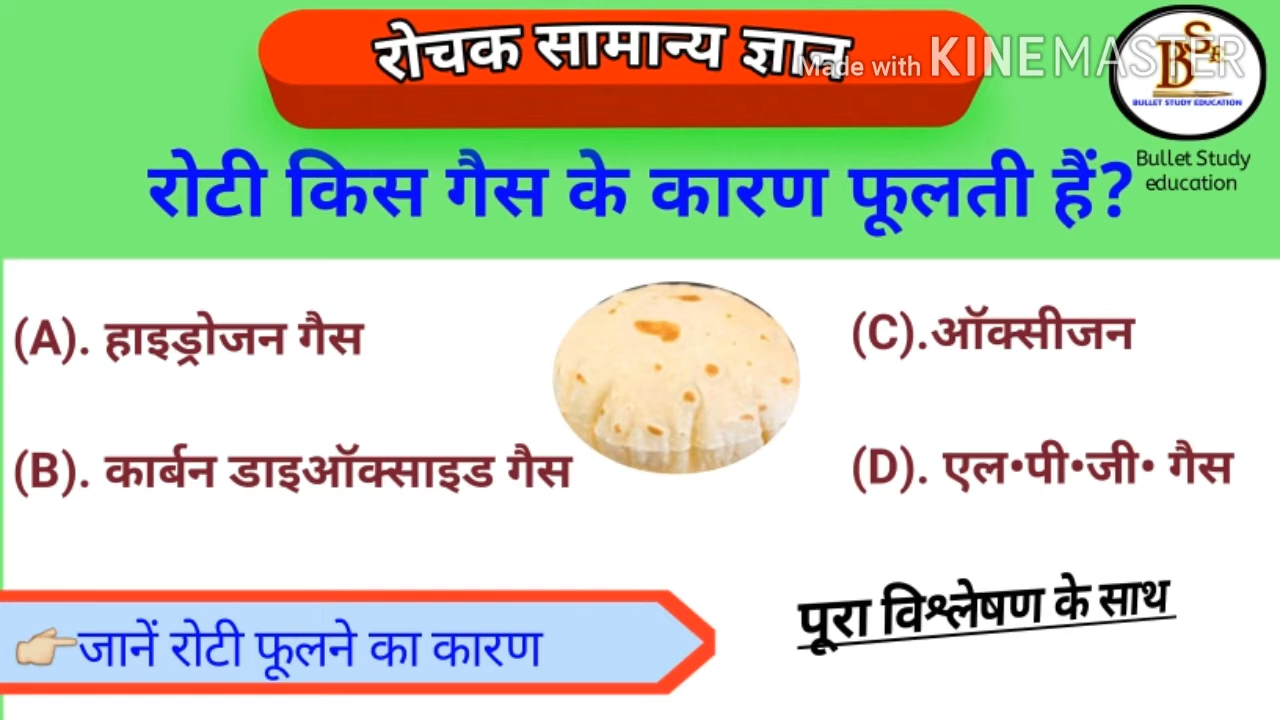 रोचक सामान्य ज्ञान
Made with KINEMASTER
BSE
BULLET STUDY EDUCATION
Bullet Study
education
रोटी किस गैस के कारण फूलती हैं?
(A). हाइड्रोजन गैस
(C).ऑक्सीजन
(B). कार्बन डाइऑक्साइड गैस
(D). एल•पी•जी• गैस
पूरा विश्लेषण के साथ
👉जानें रोटी फूलने का कारण